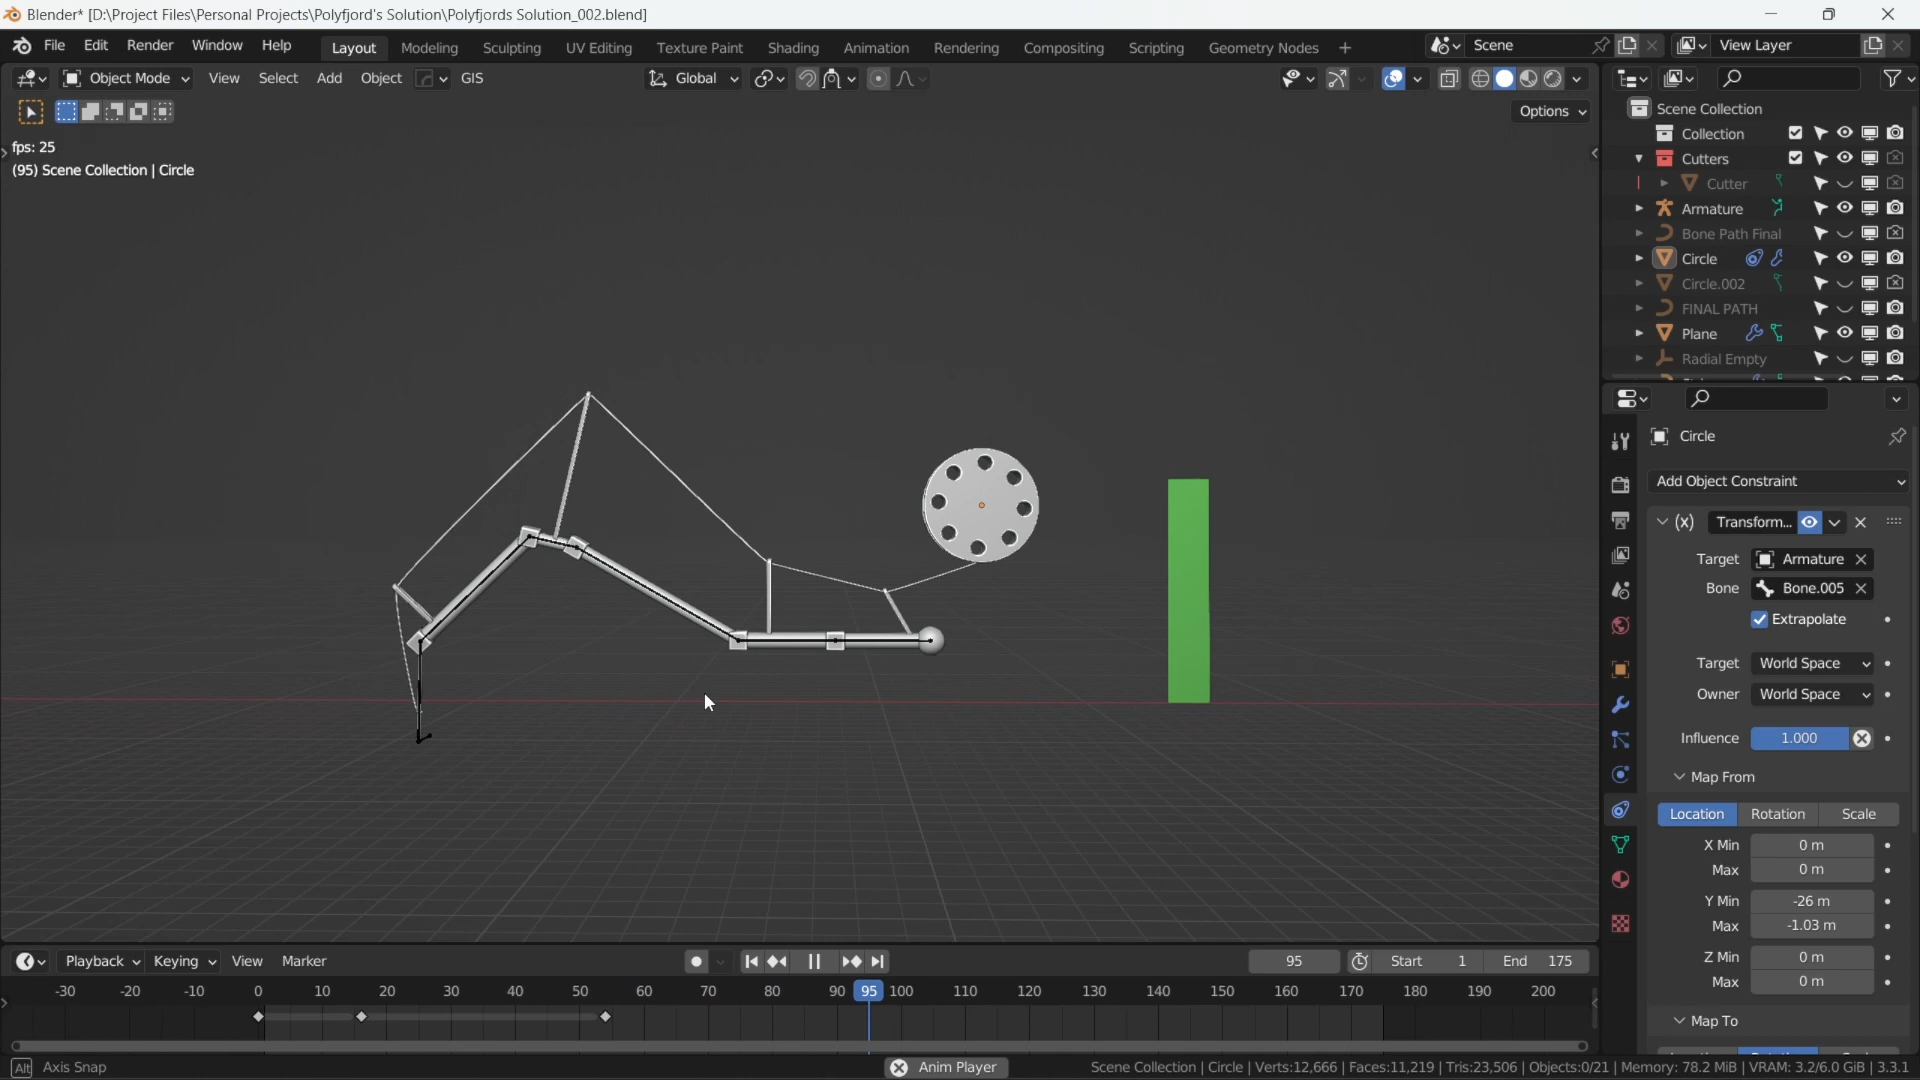 Blender* [D:\Project Files\Personal Projects\Polyfjord's Solution\Polyfjords Solution_002.blend]
File Edit Render Window Help Layout Modeling Sculpting UV Editing Texture Paint Shading Animation Rendering Compositing Scripting Geometry Nodes + Scene View Layer
Object Mode View Select Add Object GIS Global
Options
fps: 25
(95) Scene Collection | Circle
Scene Collection
Collection
Cutters
Cutter
Armature
Bone Path Final
Circle
Circle.002
FINAL PATH
Plane
Radial Empty
Circle
Add Object Constraint
(x) Transform...
Target Armature
Bone Bone.005
Extrapolate
Target World Space
Owner World Space
Influence 1.000
Map From
Location Rotation Scale
X Min 0 m
Max 0 m
Y Min -26 m
Max -1.03 m
Z Min 0 m
Max 0 m
Map To
Playback Keying View Marker 95 Start 1 End 175
-30 -20 -10 0 10 20 30 40 50 60 70 80 90 95 100 110 120 130 140 150 160 170 180 190 200
Alt Axis Snap Anim Player Scene Collection | Circle | Verts:12,666 | Faces:11,219 | Tris:23,506 | Objects:0/21 | Memory: 78.2 MiB | VRAM: 3.2/6.0 GiB | 3.3.1